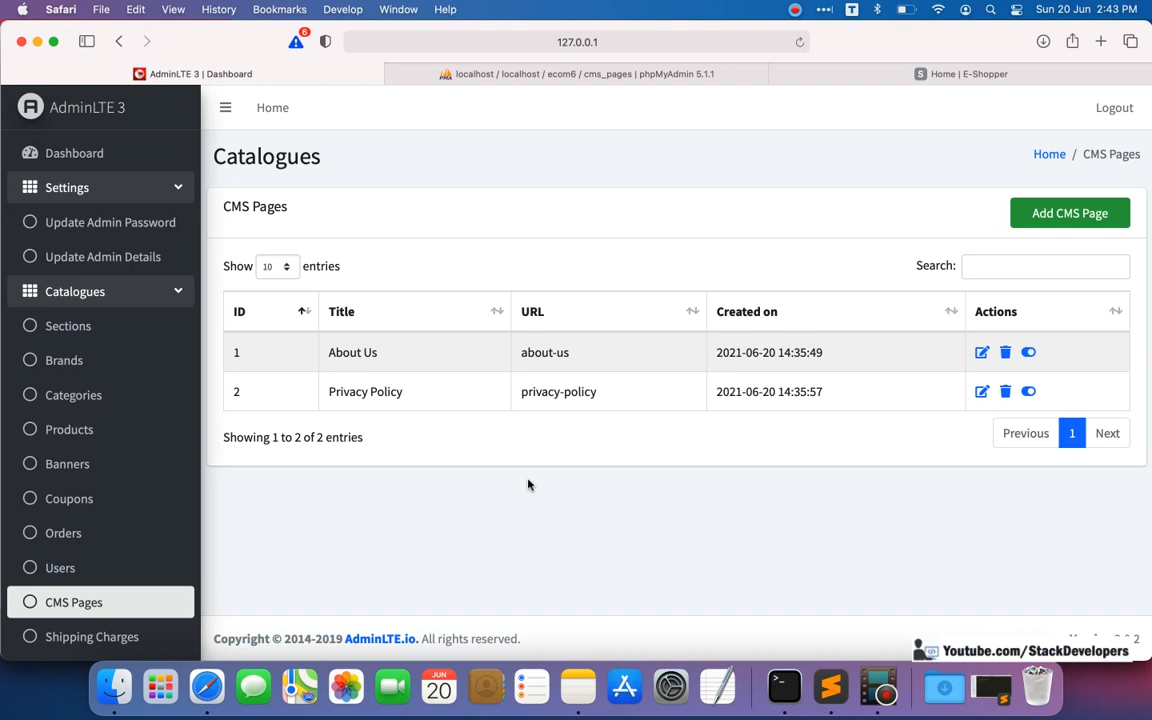 Safari File Edit View History Bookmarks Develop Window Help Sun 20 Jun 2:43 PM
6
127.0.0.1
AdminLTE 3 | Dashboard
localhost / localhost / ecom6 / cms_pages | phpMyAdmin 5.1.1
S Home | E-Shopper
AdminLTE 3
Home
Logout
Dashboard
Settings
Update Admin Password
Update Admin Details
Catalogues
Sections
Brands
Categories
Products
Banners
Coupons
Orders
Users
CMS Pages
Shipping Charges
Catalogues
Home / CMS Pages
CMS Pages
Add CMS Page
Show 10 entries
Search:
ID Title URL Created on Actions
1 About Us about-us 2021-06-20 14:35:49
2 Privacy Policy privacy-policy 2021-06-20 14:35:57
Showing 1 to 2 of 2 entries
Previous 1 Next
Copyright © 2014-2019 AdminLTE.io. All rights reserved.
Youtube.com/StackDevelopers
JUN
20